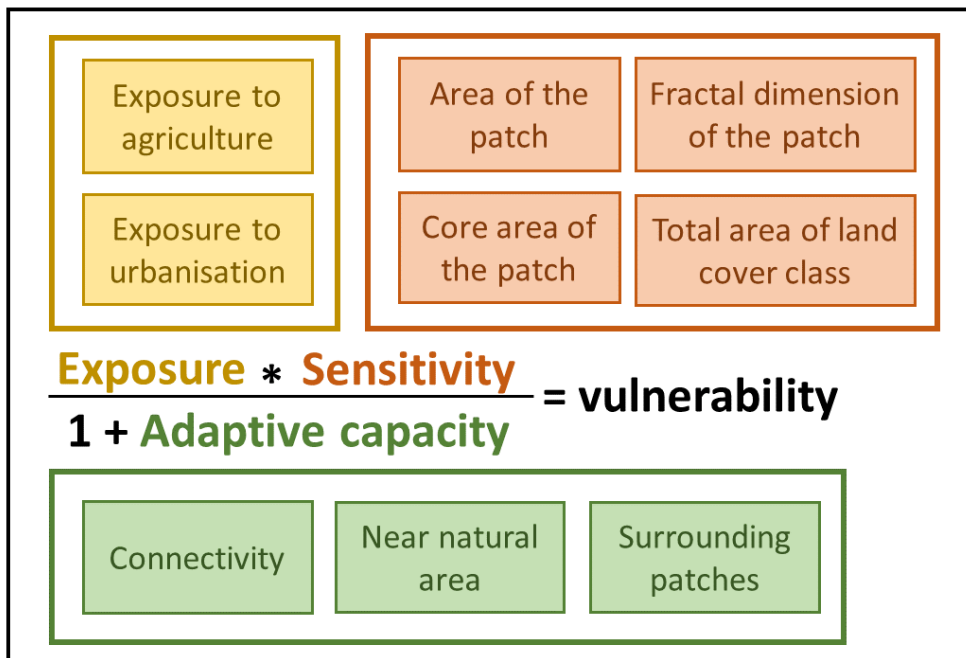 Exposure to
agriculture
Exposure to
urbanisation
Area of the
patch
Fractal dimension
of the patch
Core area of
the patch
Total area of land
cover class
Exposure * Sensitivity
1 + Adaptive capacity
= vulnerability
Connectivity
Near natural
area
Surrounding
patches